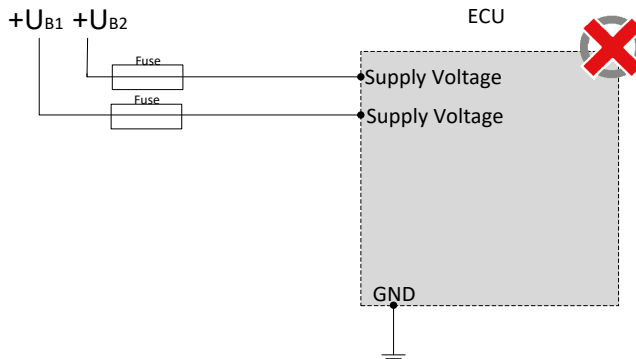 +UB1 +UB2
ECU
Fuse
Supply Voltage
Fuse
Supply Voltage
GND